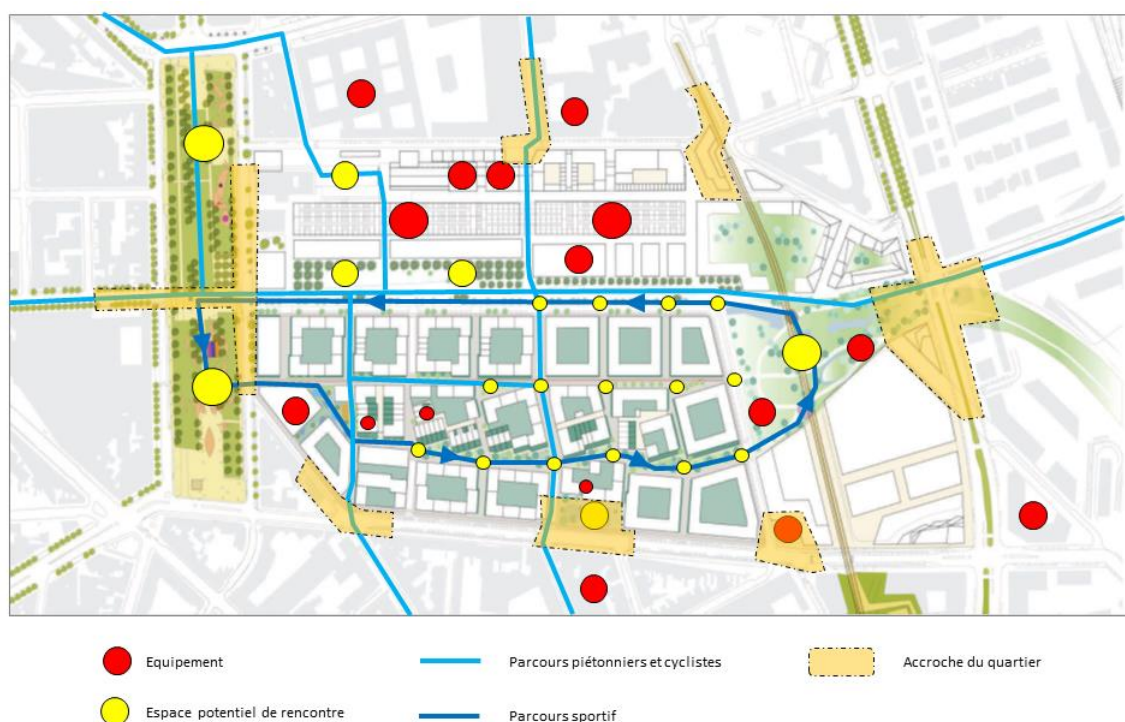 Equipement
Parcours piétonniers et cyclistes
Accroche du quartier
Espace potentiel de rencontre
Parcours sportif